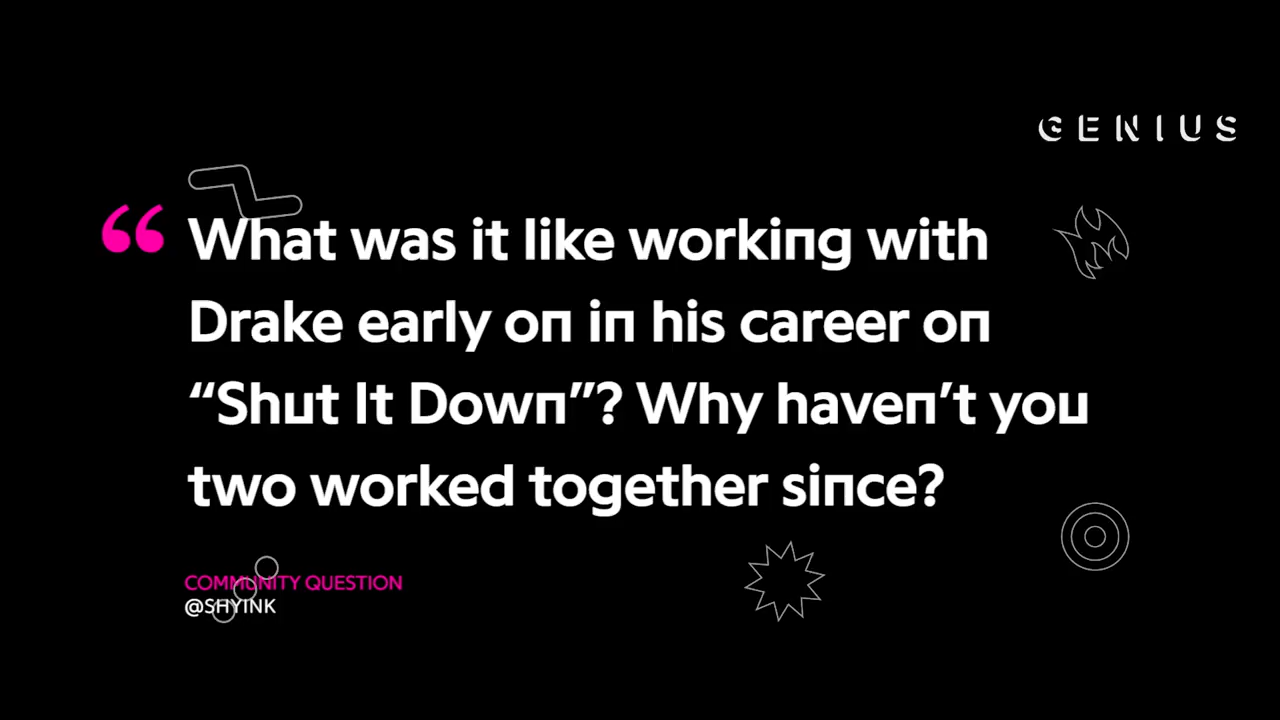 GENIUS
“What was it like working with
Drake early on in his career on
“Shut It Down”? Why haven’t you
two worked together since?
COMMUNITY QUESTION
@SHYINK